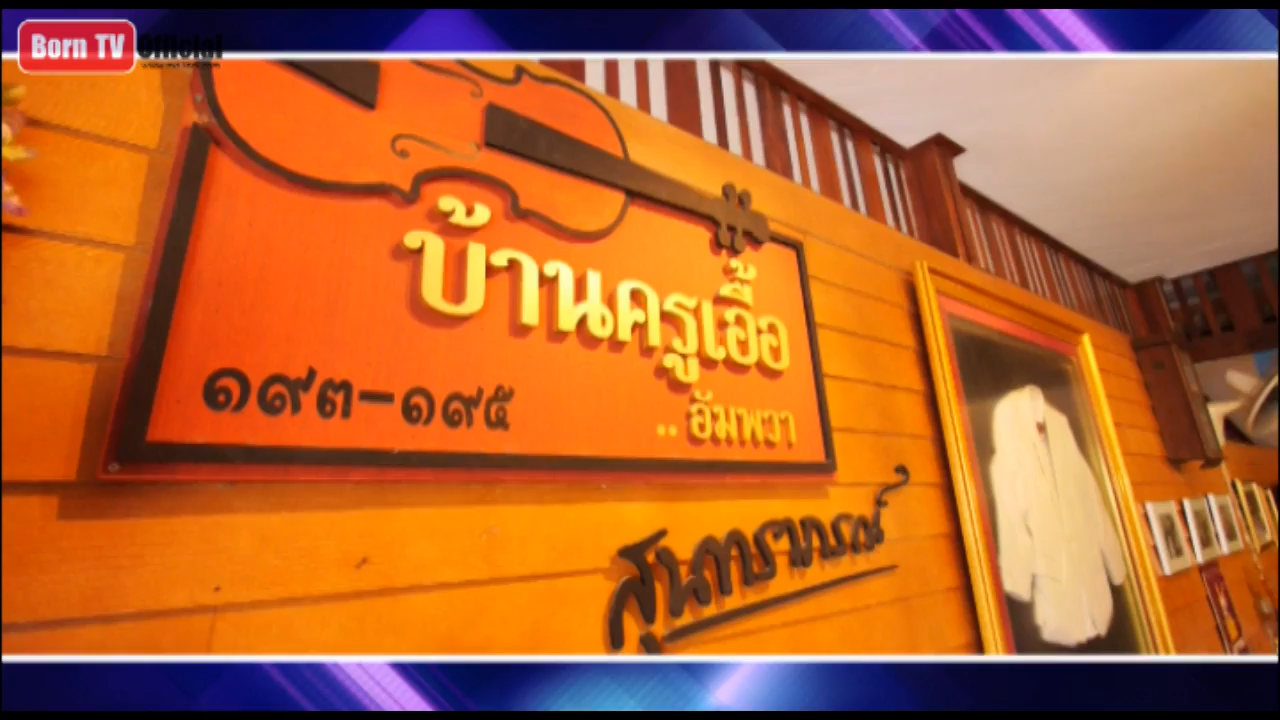 Born TV Official
บ้านครูเอื้อ
๑๙๓-๑๙๕
.. อัมพวา
สุนทราภรณ์